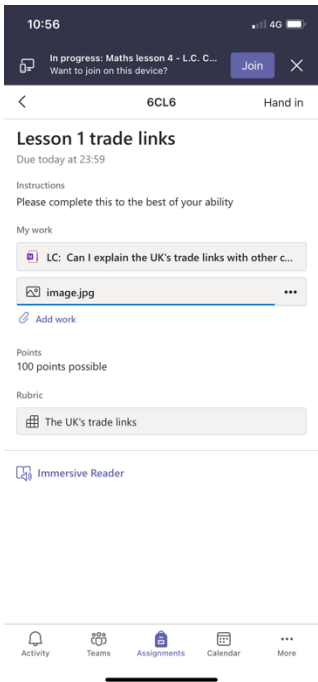 10:56
4G
In progress: Maths lesson 4 - L.C. C...
Want to join on this device?
Join
6CL6
Hand in
Lesson 1 trade links
Due today at 23:59
Instructions
Please complete this to the best of your ability
My work
LC:  Can I explain the UK's trade links with other c...
image.jpg
Add work
Points
100 points possible
Rubric
The UK's trade links
Immersive Reader
Activity
Teams
Assignments
Calendar
More